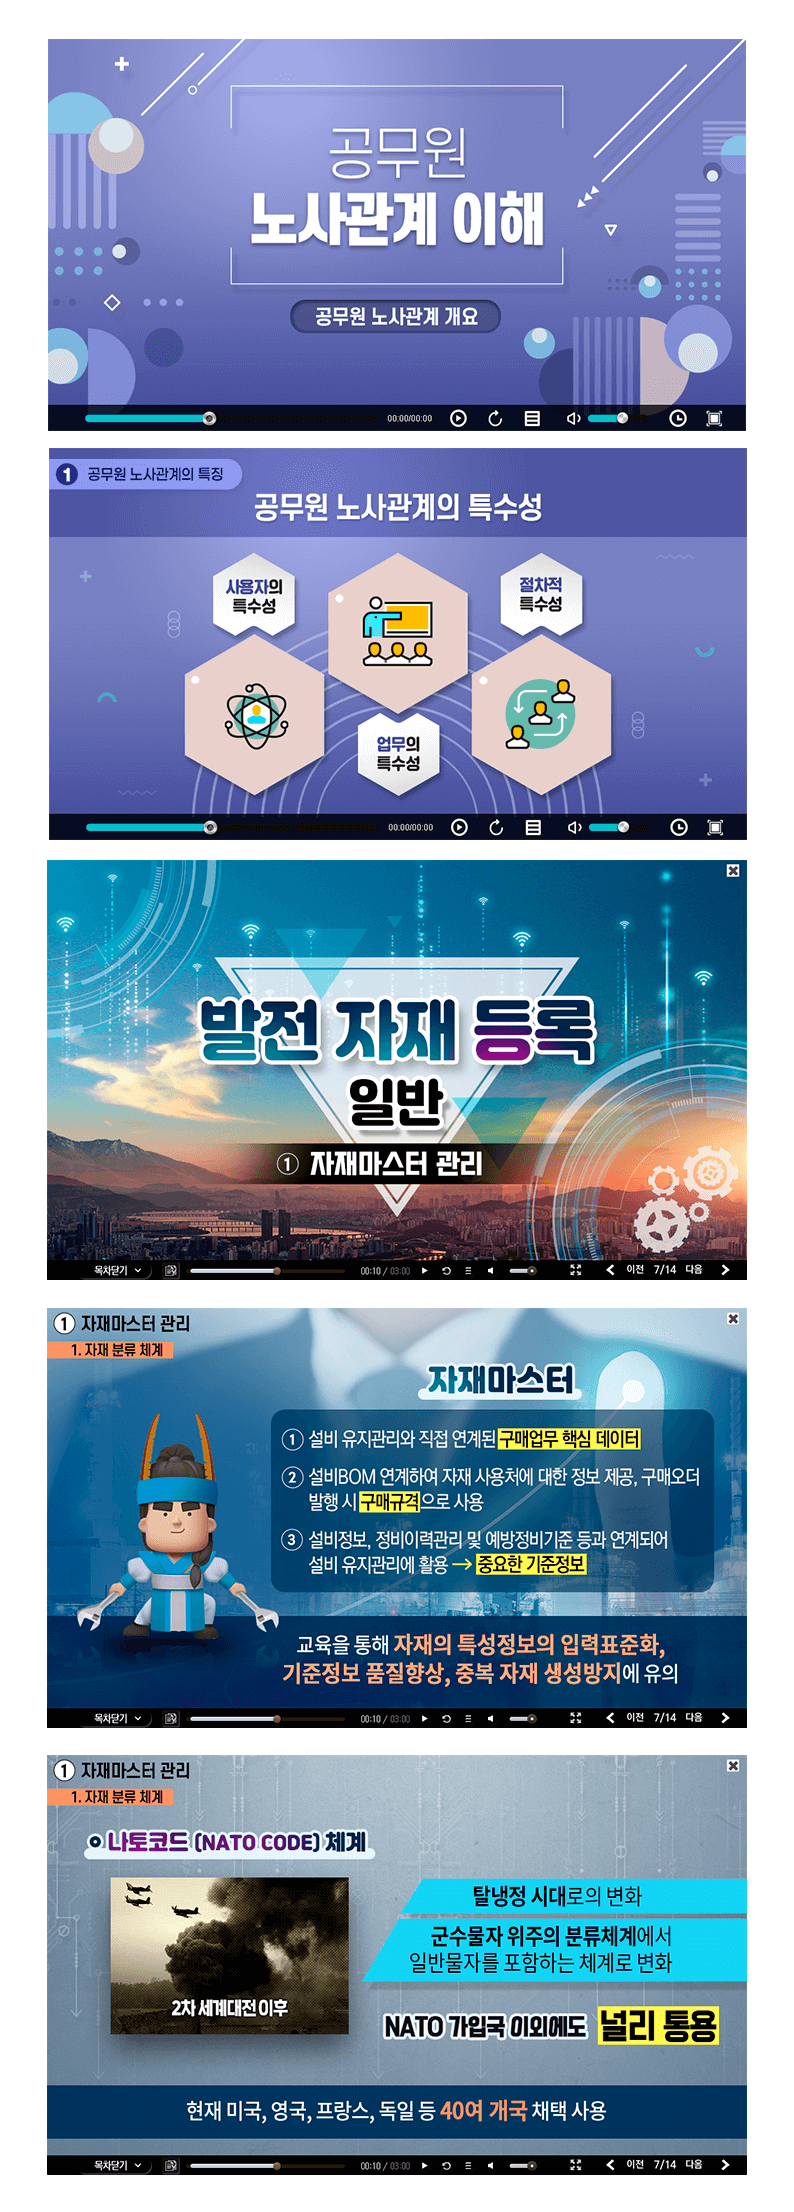 공무원
노사관계 이해
공무원 노사관계 개요
00:00/00:00
1 공무원 노사관계의 특징
공무원 노사관계의 특수성
사용자의
특수성
절차적
특수성
업무의
특수성
00:00/00:00
발전 자재 등록
일반
① 자재마스터 관리
목차닫기 00:10 / 03:00 이전 7/14 다음
① 자재마스터 관리
1. 자재 분류 체계
자재마스터
① 설비 유지관리와 직접 연계된 구매업무 핵심 데이터
② 설비BOM 연계하여 자재 사용처에 대한 정보 제공, 구매오더
발행 시 구매규격으로 사용
③ 설비정보, 정비이력관리 및 예방정비기준 등과 연계되어
설비 유지관리에 활용 → 중요한 기준정보
교육을 통해 자재의 특성정보의 입력표준화,
기준정보 품질향상, 중복 자재 생성방지에 유의
목차닫기 00:10 / 03:00 이전 7/14 다음
① 자재마스터 관리
1. 자재 분류 체계
나토코드 (NATO CODE) 체계
탈냉정 시대로의 변화
군수물자 위주의 분류체계에서
일반물자를 포함하는 체계로 변화
2차 세계대전 이후
NATO 가입국 이외에도 널리 통용
현재 미국, 영국, 프랑스, 독일 등 40여 개국 채택 사용
목차닫기 00:10 / 03:00 이전 7/14 다음